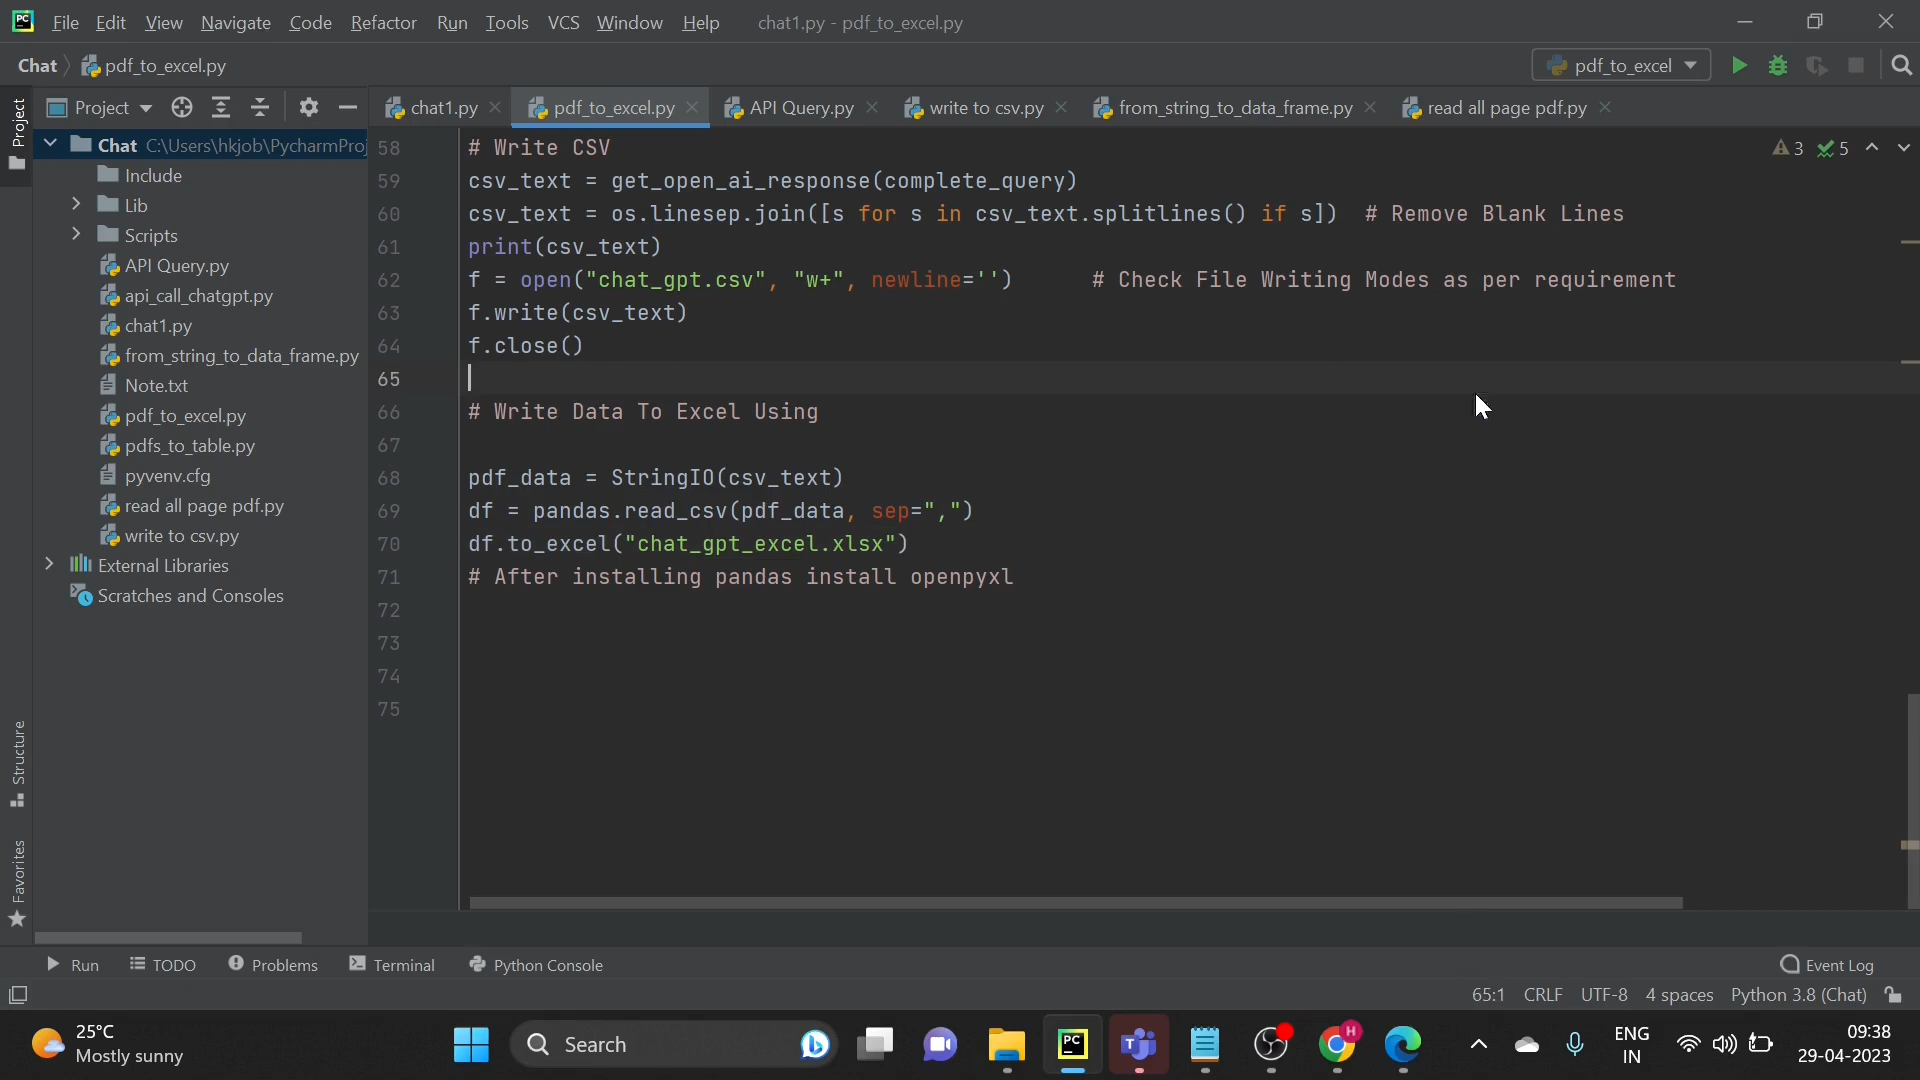 PC File Edit View Navigate Code Refactor Run Tools VCS Window Help chat1.py - pdf_to_excel.py
Chat pdf_to_excel.py pdf_to_excel
Project chat1.py pdf_to_excel.py API Query.py write to csv.py from_string_to_data_frame.py read all page pdf.py
Project
Chat C:\Users\hkjob\PycharmProj
Include
Lib
Scripts
API Query.py
api_call_chatgpt.py
chat1.py
from_string_to_data_frame.py
Note.txt
pdf_to_excel.py
pdfs_to_table.py
pyvenv.cfg
read all page pdf.py
write to csv.py
External Libraries
Scratches and Consoles
Structure
Favorites
3 5
58 # Write CSV
59 csv_text = get_open_ai_response(complete_query)
60 csv_text = os.linesep.join([s for s in csv_text.splitlines() if s]) # Remove Blank Lines
61 print(csv_text)
62 f = open("chat_gpt.csv", "w+", newline='') # Check File Writing Modes as per requirement
63 f.write(csv_text)
64 f.close()
65
66 # Write Data To Excel Using
67
68 pdf_data = StringIO(csv_text)
69 df = pandas.read_csv(pdf_data, sep=",")
70 df.to_excel("chat_gpt_excel.xlsx")
71 # After installing pandas install openpyxl
72
73
74
75
Run TODO Problems Terminal Python Console Event Log
65:1 CRLF UTF-8 4 spaces Python 3.8 (Chat)
25°C
Mostly sunny
Search
PC
H
ENG
IN
09:38
29-04-2023